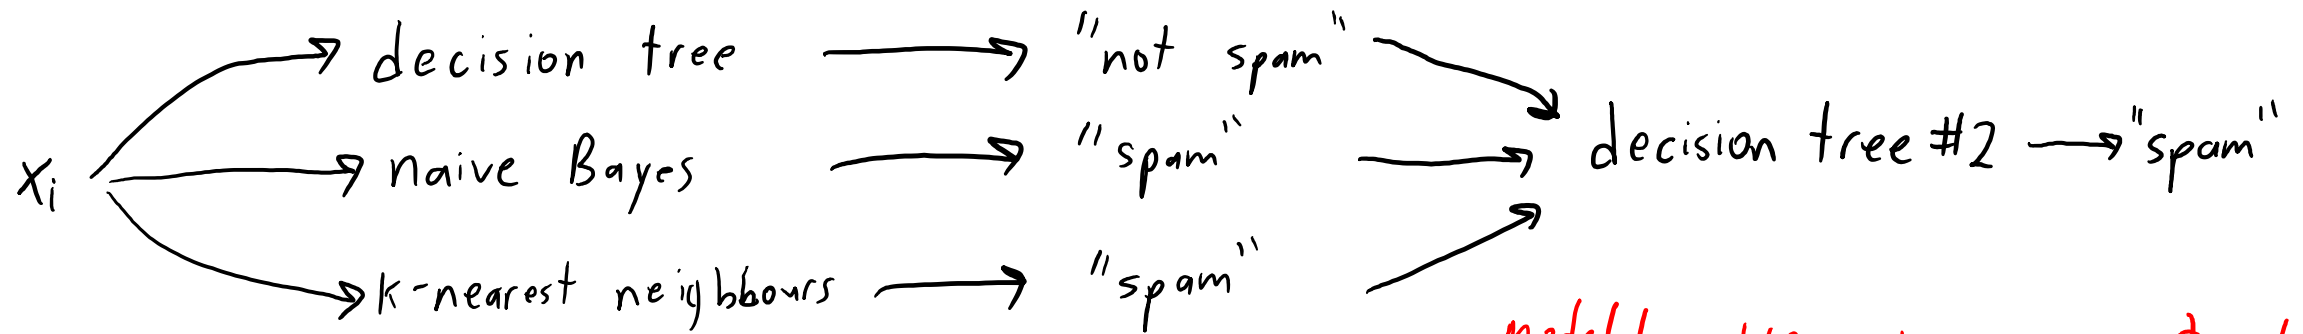 decision tree "not spam"
xi naive Bayes "spam" decision tree #2 "spam"
k-nearest neighbours "spam"